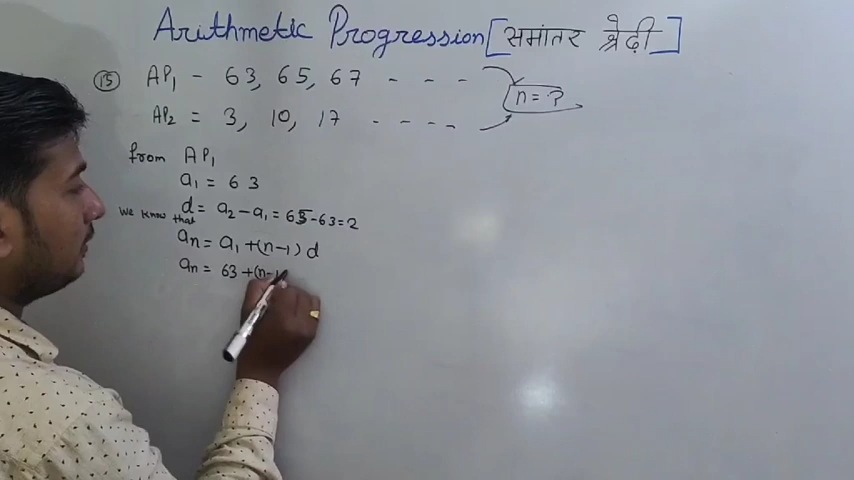 Arithmetic Progression [समांतर श्रेढ़ी]
(15) AP₁ - 63, 65, 67 - - -
n = ?
AP₂ = 3, 10, 17 - - - -
from AP₁
a₁ = 63
d = a₂ - a₁ = 65 - 63 = 2
We know that
an = a₁ + (n-1) d
an = 63 + (n-1